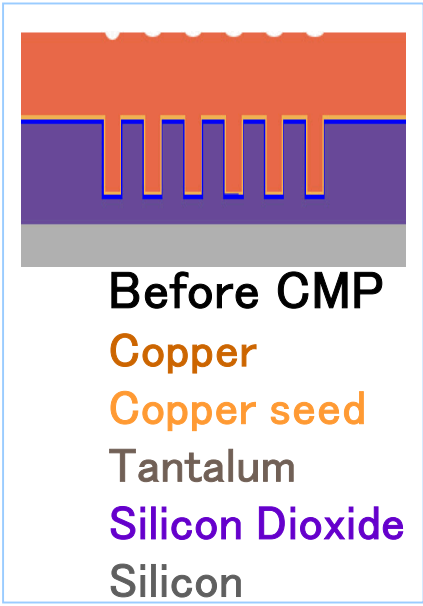 Before CMP
Copper
Copper seed
Tantalum
Silicon Dioxide
Silicon